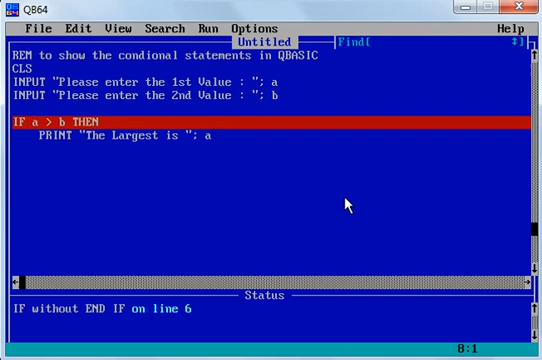 QB64
File Edit View Search Run Options Help
Untitled Find[ ]
REM to show the condional statements in QBASIC
CLS
INPUT "Please enter the 1st Value : "; a
INPUT "Please enter the 2nd Value : "; b
IF a > b THEN
PRINT "The Largest is "; a
Status
IF without END IF on line 6
8:1